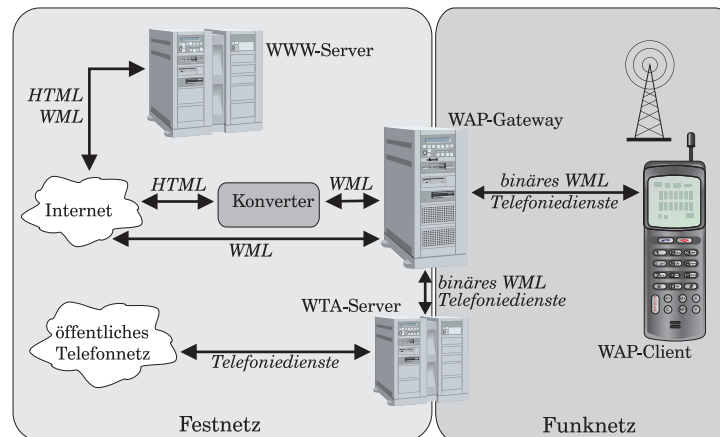 WWW-Server
HTML
WML
WAP-Gateway
HTML
WML
binäres WML
Telefoniedienste
Internet
Konverter
WML
binäres WML
Telefoniedienste
WTA-Server
öffentliches
Telefonnetz
Telefoniedienste
WAP-Client
Festnetz
Funknetz